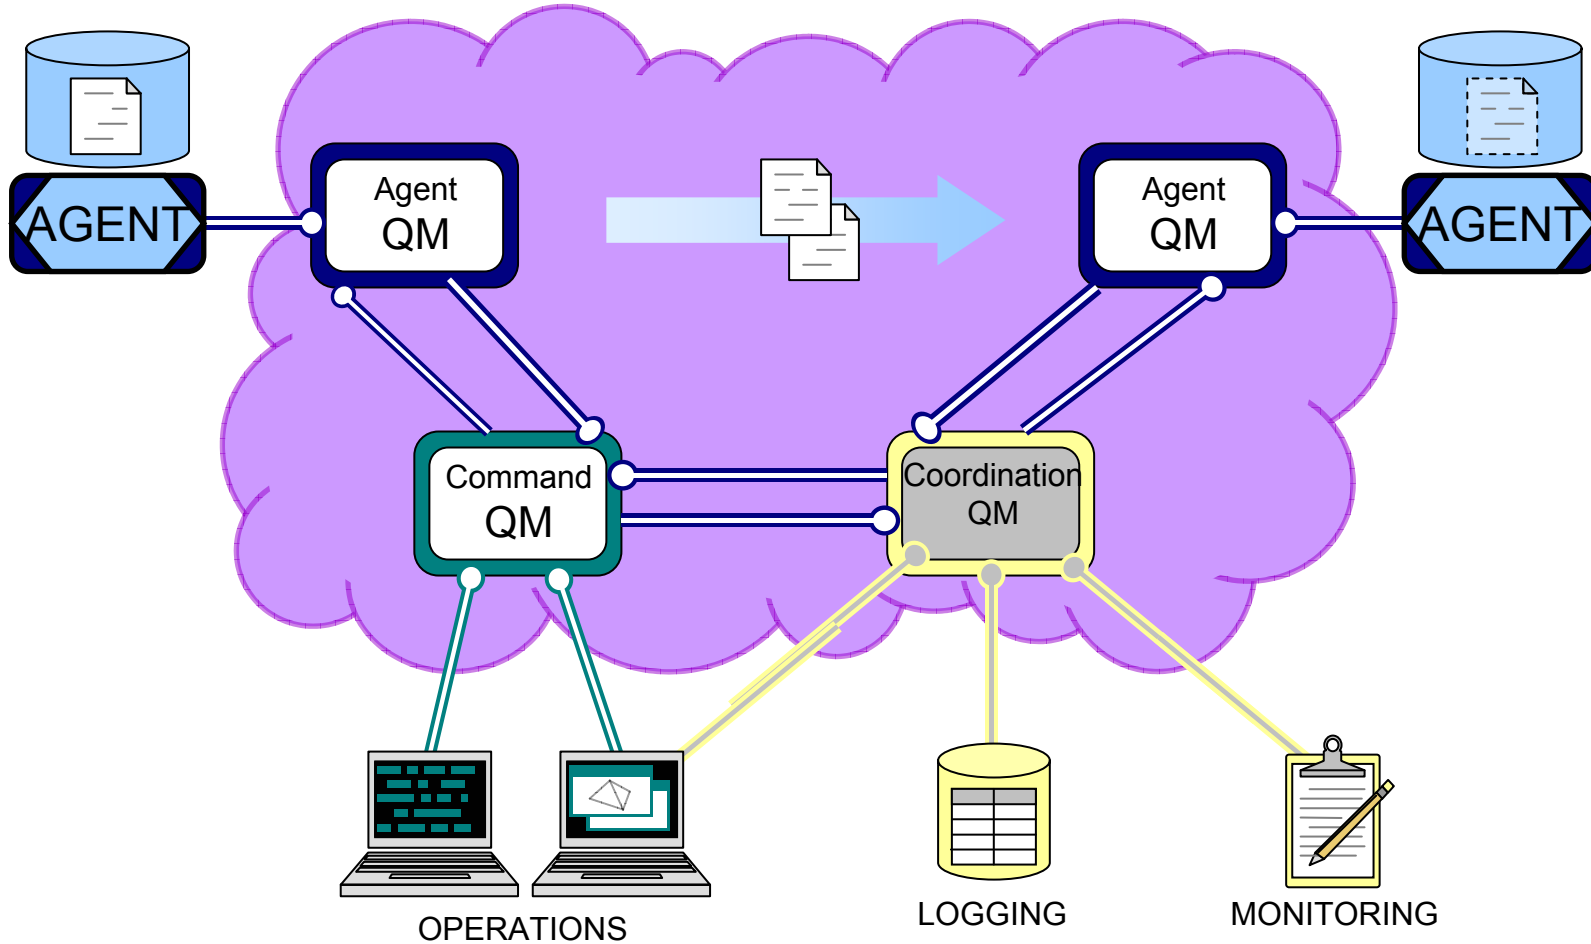 AGENT
Agent
QM
Agent
QM
AGENT
Command
QM
Coordination
QM
OPERATIONS
LOGGING
MONITORING